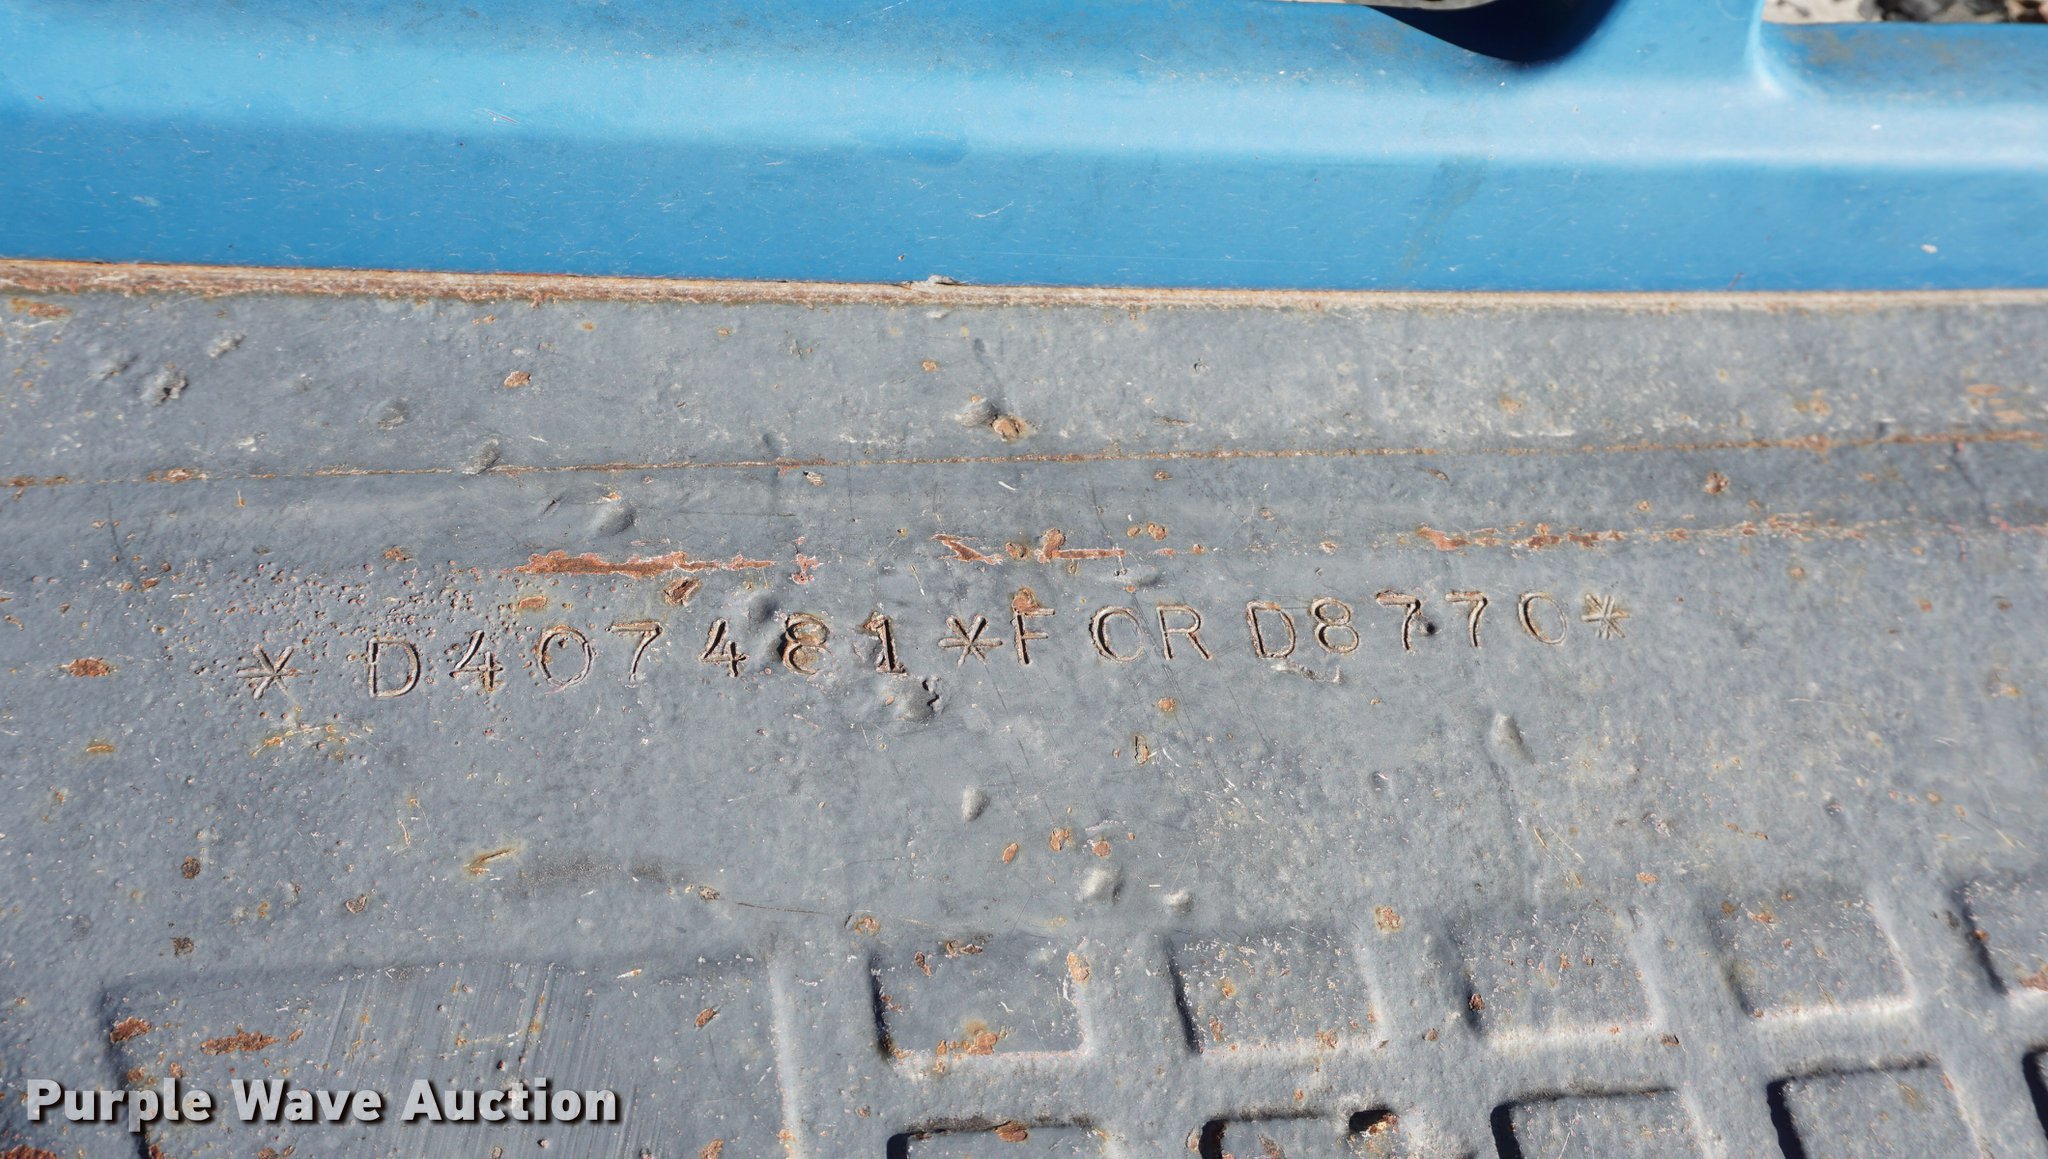 *D407481*FORD8770*
Purple Wave Auction